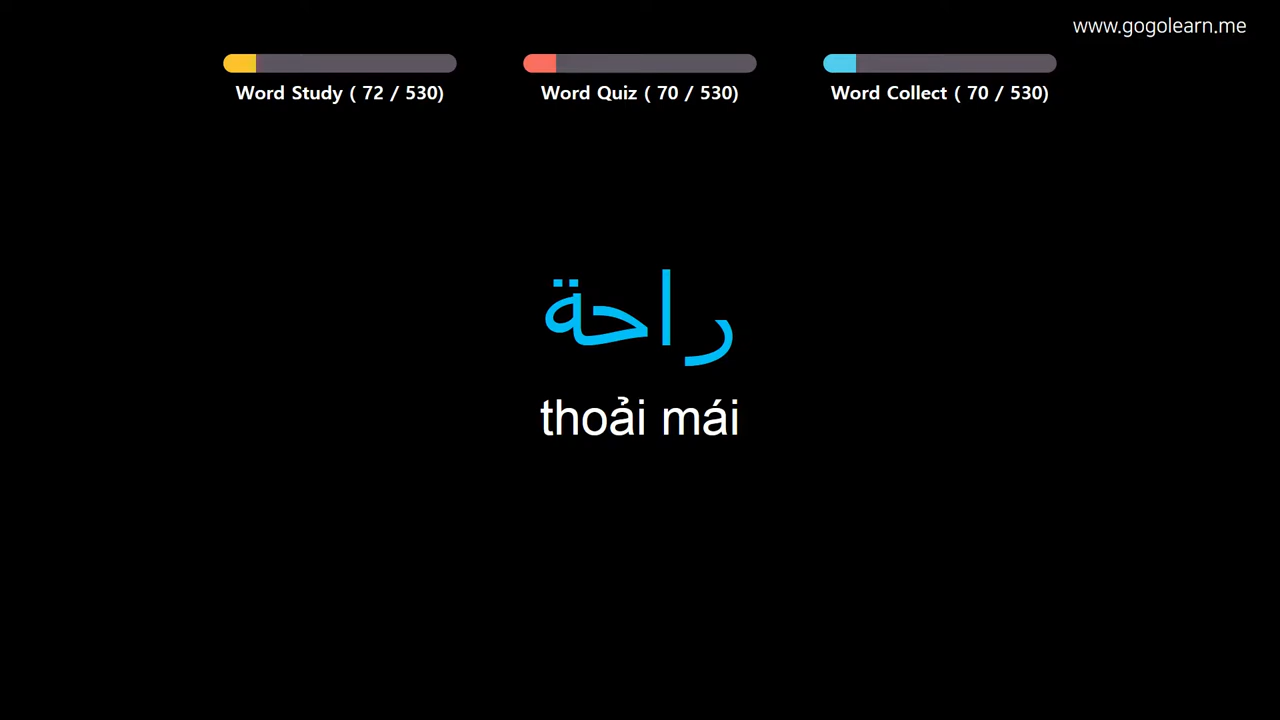 www.gogolearn.me
Word Study ( 72 / 530)
Word Quiz ( 70 / 530)
Word Collect ( 70 / 530)
راحة
thoải mái